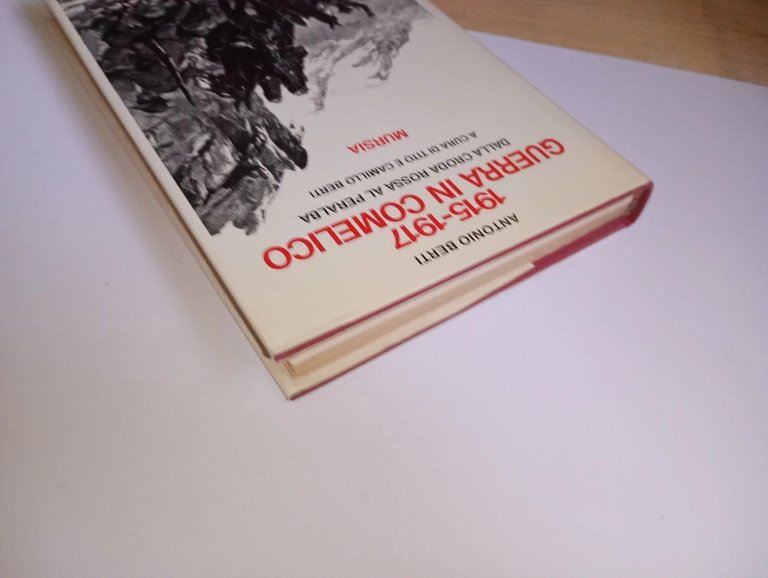 ANTONIO BERTI
1915-1917
GUERRA IN COMELICO
DALLA CRODA ROSSA AL PERALBA
A CURA DI TITO E CAMILLO BERTI
MURSIA